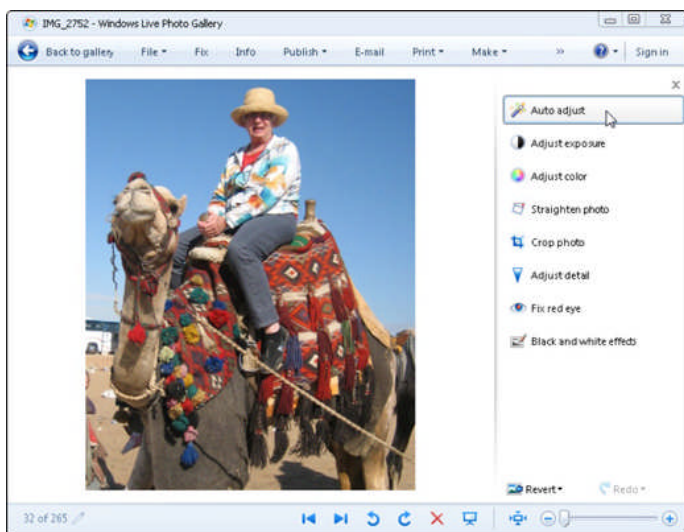 IMG_2752 - Windows Live Photo Gallery
Back to gallery File Fix Info Publish E-mail Print Make » ? Sign in
Auto adjust
Adjust exposure
Adjust color
Straighten photo
Crop photo
Adjust detail
Fix red eye
Black and white effects
Revert Redo
32 of 265